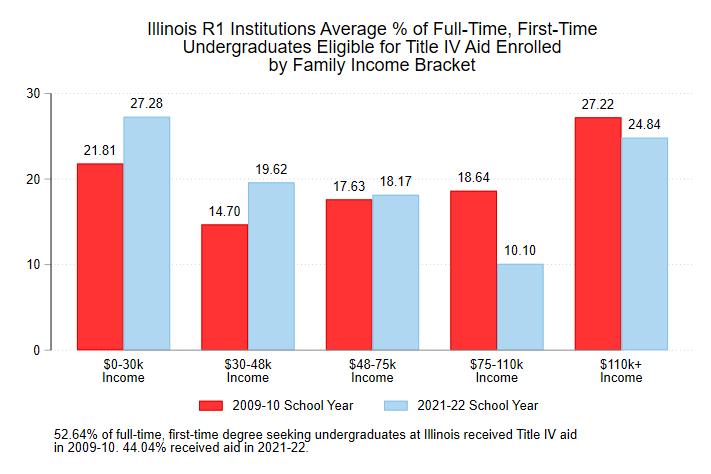 Illinois R1 Institutions Average % of Full-Time, First-Time
Undergraduates Eligible for Title IV Aid Enrolled
by Family Income Bracket
30
20
10
0
21.81
27.28
14.70
19.62
17.63
18.17
18.64
10.10
27.22
24.84
$0-30k
Income
$30-48k
Income
$48-75k
Income
$75-110k
Income
$110k+
Income
2009-10 School Year
2021-22 School Year
52.64% of full-time, first-time degree seeking undergraduates at Illinois received Title IV aid
in 2009-10. 44.04% received aid in 2021-22.